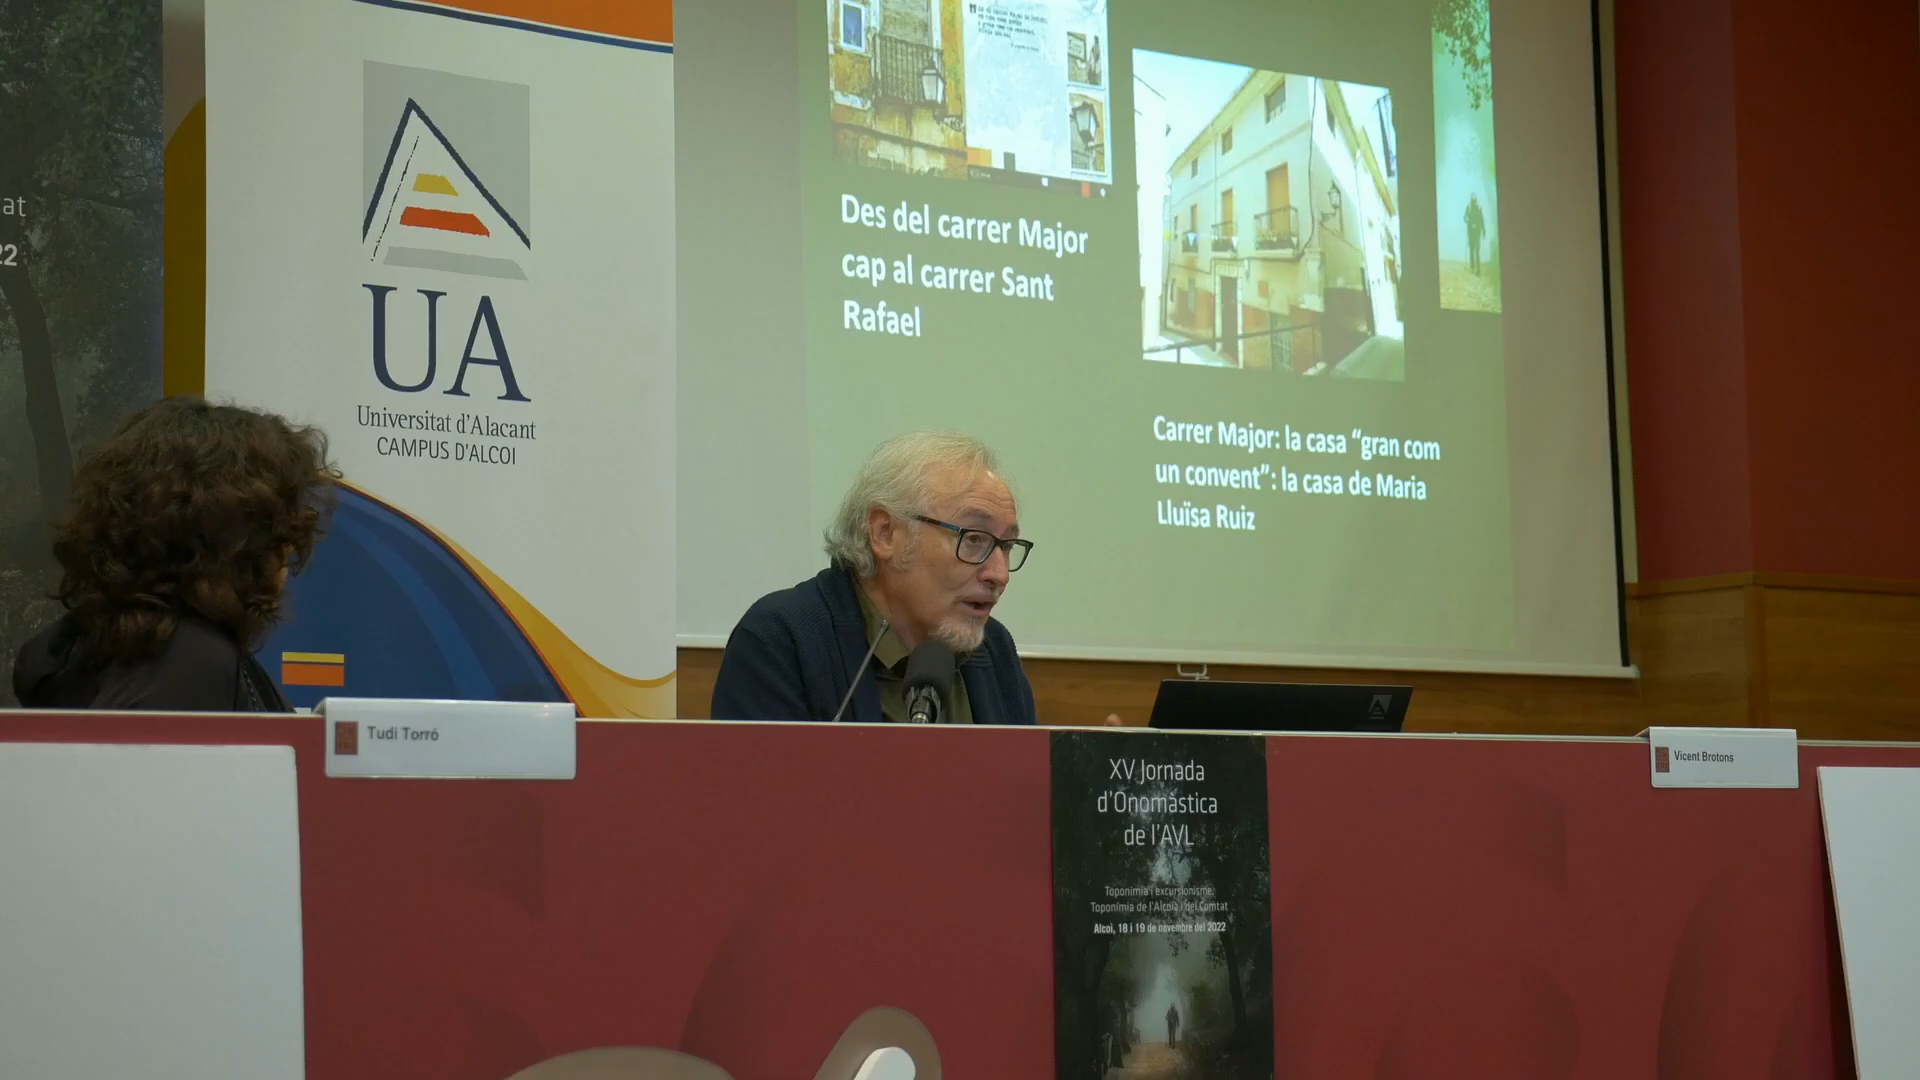 at
22
UA
Universitat d'Alacant
CAMPUS D'ALCOI
Des del carrer Major
cap al carrer Sant
Rafael
Carrer Major: la casa “gran com
un convent”: la casa de Maria
Lluïsa Ruiz
Tudi Torró
Vicent Brotons
XV Jornada
d'Onomàstica
de l'AVL
Toponímia i excursionisme.
Toponímia de l'Alcoià i del Comtat
Alcoi, 18 i 19 de novembre del 2022